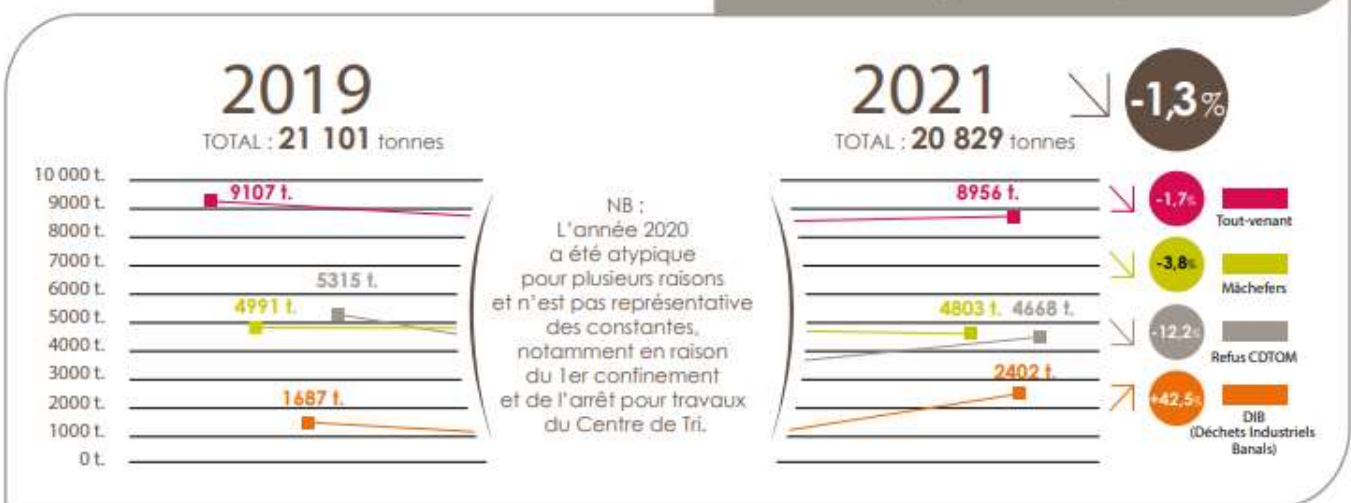 2019
TOTAL : 21 101 tonnes
2021
TOTAL : 20 829 tonnes
-1,3%
10 000 t.
9000 t.
8000 t.
7000 t.
6000 t.
5000 t.
4000 t.
3000 t.
2000 t.
1000 t.
0 t.
9107 t.
5315 t.
4991 t.
1687 t.
NB :
L'année 2020
a été atypique
pour plusieurs raisons
et n'est pas représentative
des constantes,
notamment en raison
du 1er confinement
et de l'arrêt pour travaux
du Centre de Tri.
8956 t.
4803 t. 4668 t.
2402 t.
-1,7%
Tout-venant
-3,8%
Mâchefers
-12,2%
Refus CDTOM
+42,5%
DIB
(Déchets Industriels
Banals)